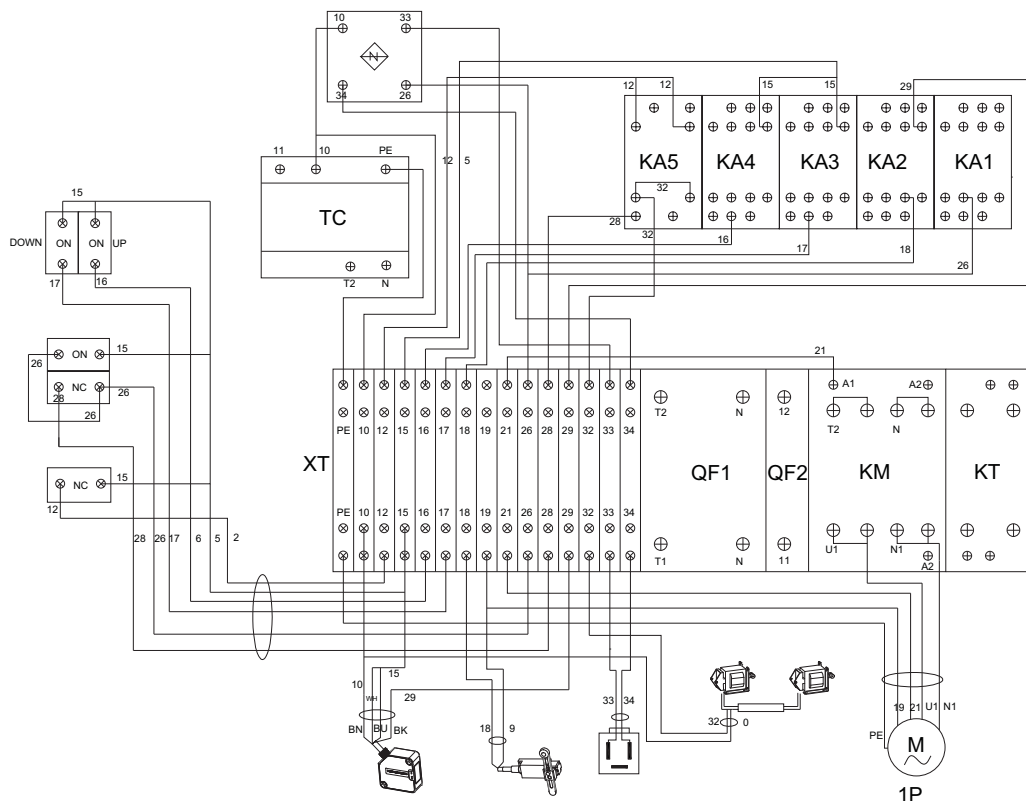 10 33
N
34 26
12 5
11 10 PE
TC
T2 N
12 12 15 15 29
KA5 KA4 KA3 KA2 KA1
32
28 32 16 17 18 26
15
DOWN ON ON UP
17 16
ON 15
26
NC 26
28
26
NC 15
12
28 26 17 6 5 2
21
XT
PE 10 12 15 16 17 18 19 21 26 28 29 32 33 34
PE 10 12 15 16 17 18 19 21 26 28 29 32 33 34
T2 N 12 A1 A2
T2 N
QF1 QF2 KM KT
T1 N 11 U1 N1
A2
10 WH 15
29
BN BU BK
18 9
33 34
32 0
PE 19 21 U1 N1
M
1P